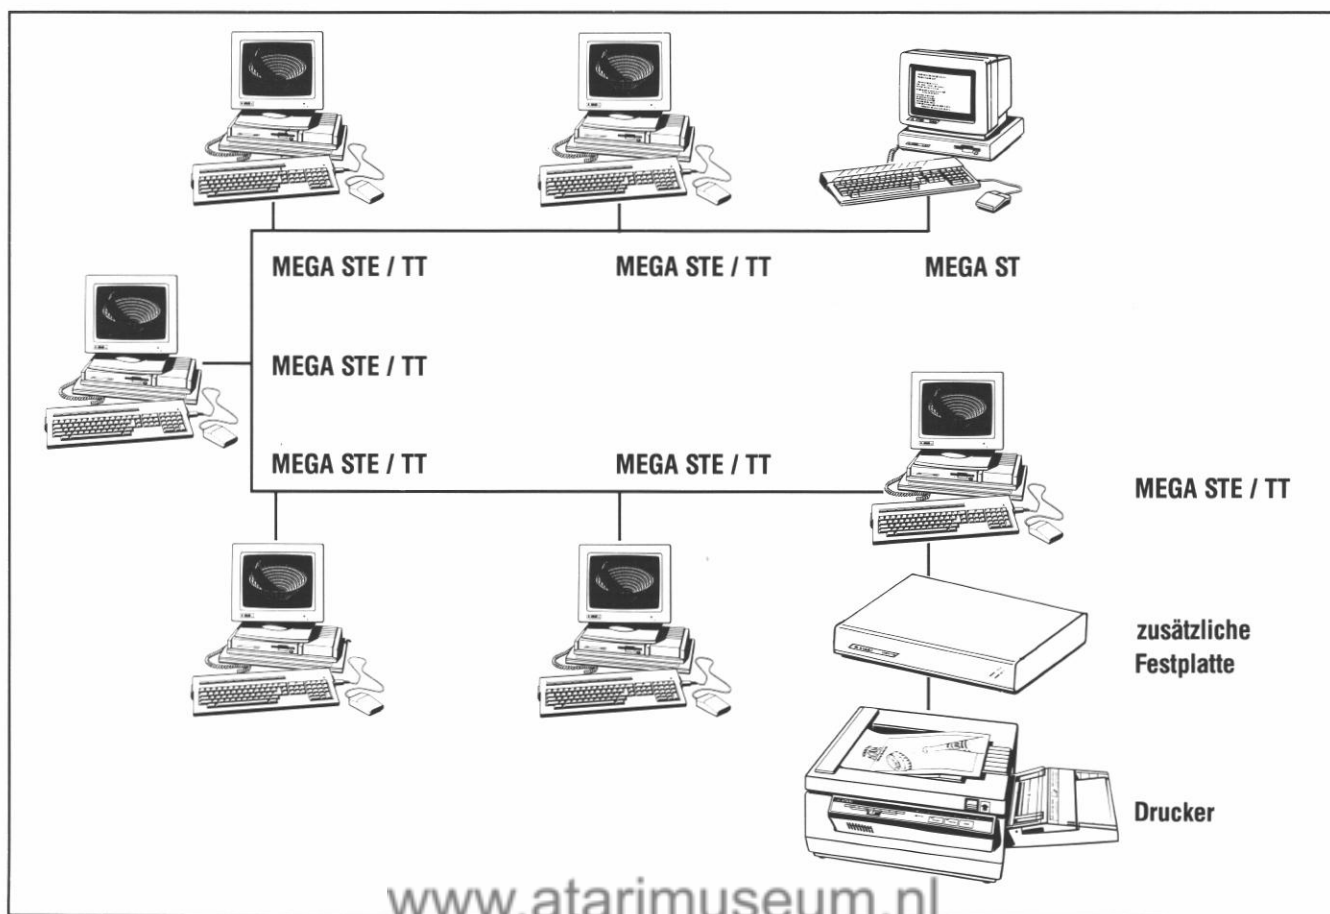 MEGA STE / TT
MEGA STE / TT
MEGA ST
MEGA STE / TT
MEGA STE / TT
MEGA STE / TT
MEGA STE / TT
zusätzliche
Festplatte
Drucker
www.atarimuseum.nl